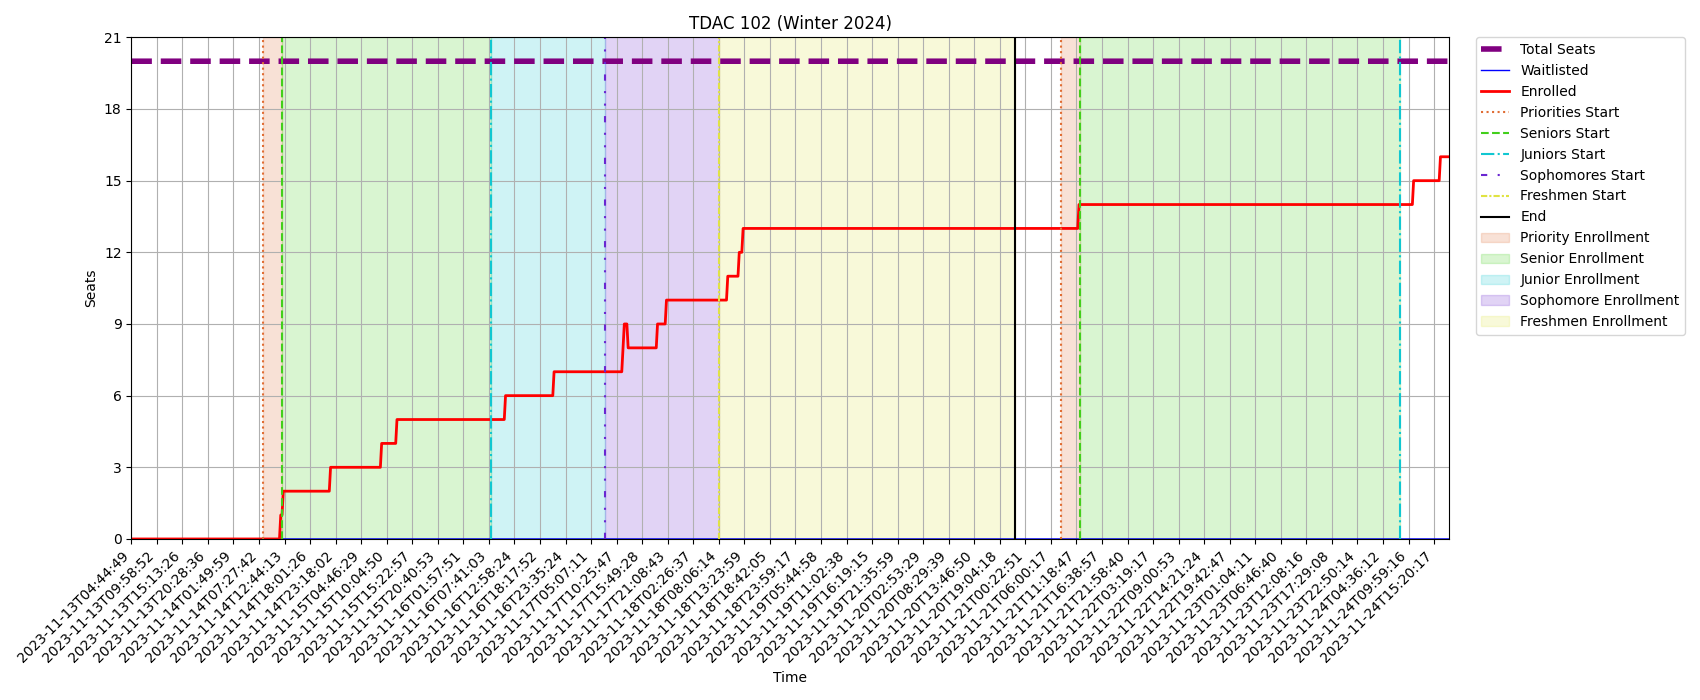 TDAC 102 (Winter 2024)
21
18
15
12
9
6
3
0
Seats
2023-11-13T04:44:49
2023-11-13T09:58:52
2023-11-13T15:13:26
2023-11-13T20:28:36
2023-11-14T01:49:59
2023-11-14T07:27:42
2023-11-14T12:44:13
2023-11-14T18:01:26
2023-11-14T23:18:02
2023-11-15T04:46:29
2023-11-15T10:04:50
2023-11-15T15:22:57
2023-11-15T20:40:53
2023-11-16T01:57:51
2023-11-16T07:41:03
2023-11-16T12:58:24
2023-11-16T18:17:52
2023-11-16T23:35:24
2023-11-17T05:07:11
2023-11-17T10:25:47
2023-11-17T15:49:28
2023-11-17T21:08:43
2023-11-18T02:26:37
2023-11-18T08:06:14
2023-11-18T13:23:59
2023-11-18T18:42:05
2023-11-18T23:59:17
2023-11-19T05:44:58
2023-11-19T11:02:38
2023-11-19T16:19:15
2023-11-19T21:35:59
2023-11-20T02:53:29
2023-11-20T08:29:39
2023-11-20T13:46:50
2023-11-20T19:04:18
2023-11-21T00:22:51
2023-11-21T06:00:17
2023-11-21T11:18:47
2023-11-21T16:38:57
2023-11-21T21:58:40
2023-11-22T03:19:17
2023-11-22T09:00:53
2023-11-22T14:21:24
2023-11-22T19:42:47
2023-11-23T01:04:11
2023-11-23T06:46:40
2023-11-23T12:08:16
2023-11-23T17:29:08
2023-11-23T22:50:14
2023-11-24T04:36:12
2023-11-24T09:59:16
2023-11-24T15:20:17
Time
Total Seats
Waitlisted
Enrolled
Priorities Start
Seniors Start
Juniors Start
Sophomores Start
Freshmen Start
End
Priority Enrollment
Senior Enrollment
Junior Enrollment
Sophomore Enrollment
Freshmen Enrollment